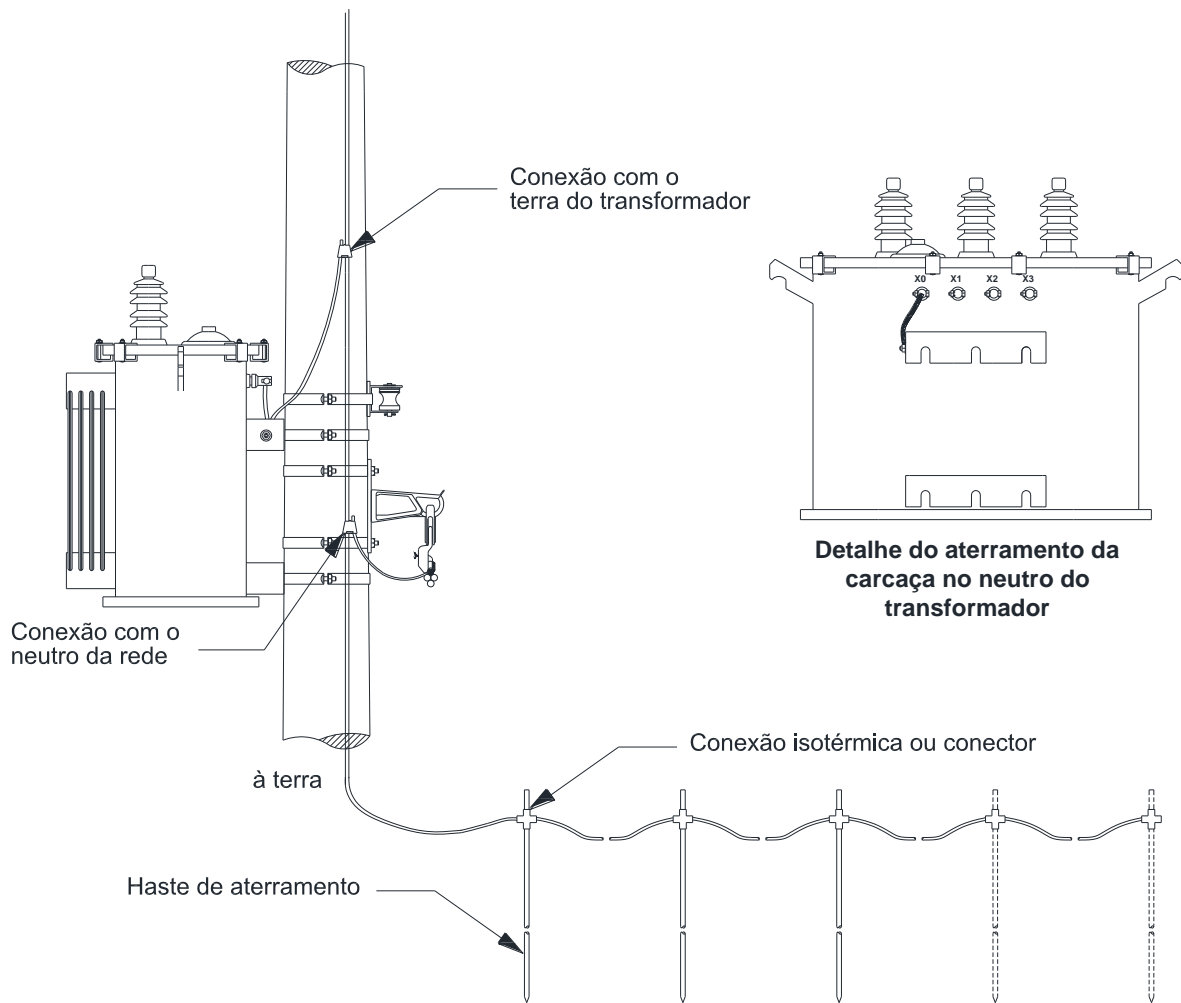 Conexão com o
terra do transformador
X0 X1 X2 X3
Detalhe do aterramento da
carcaça no neutro do
transformador
Conexão com o
neutro da rede
Conexão isotérmica ou conector
à terra
Haste de aterramento